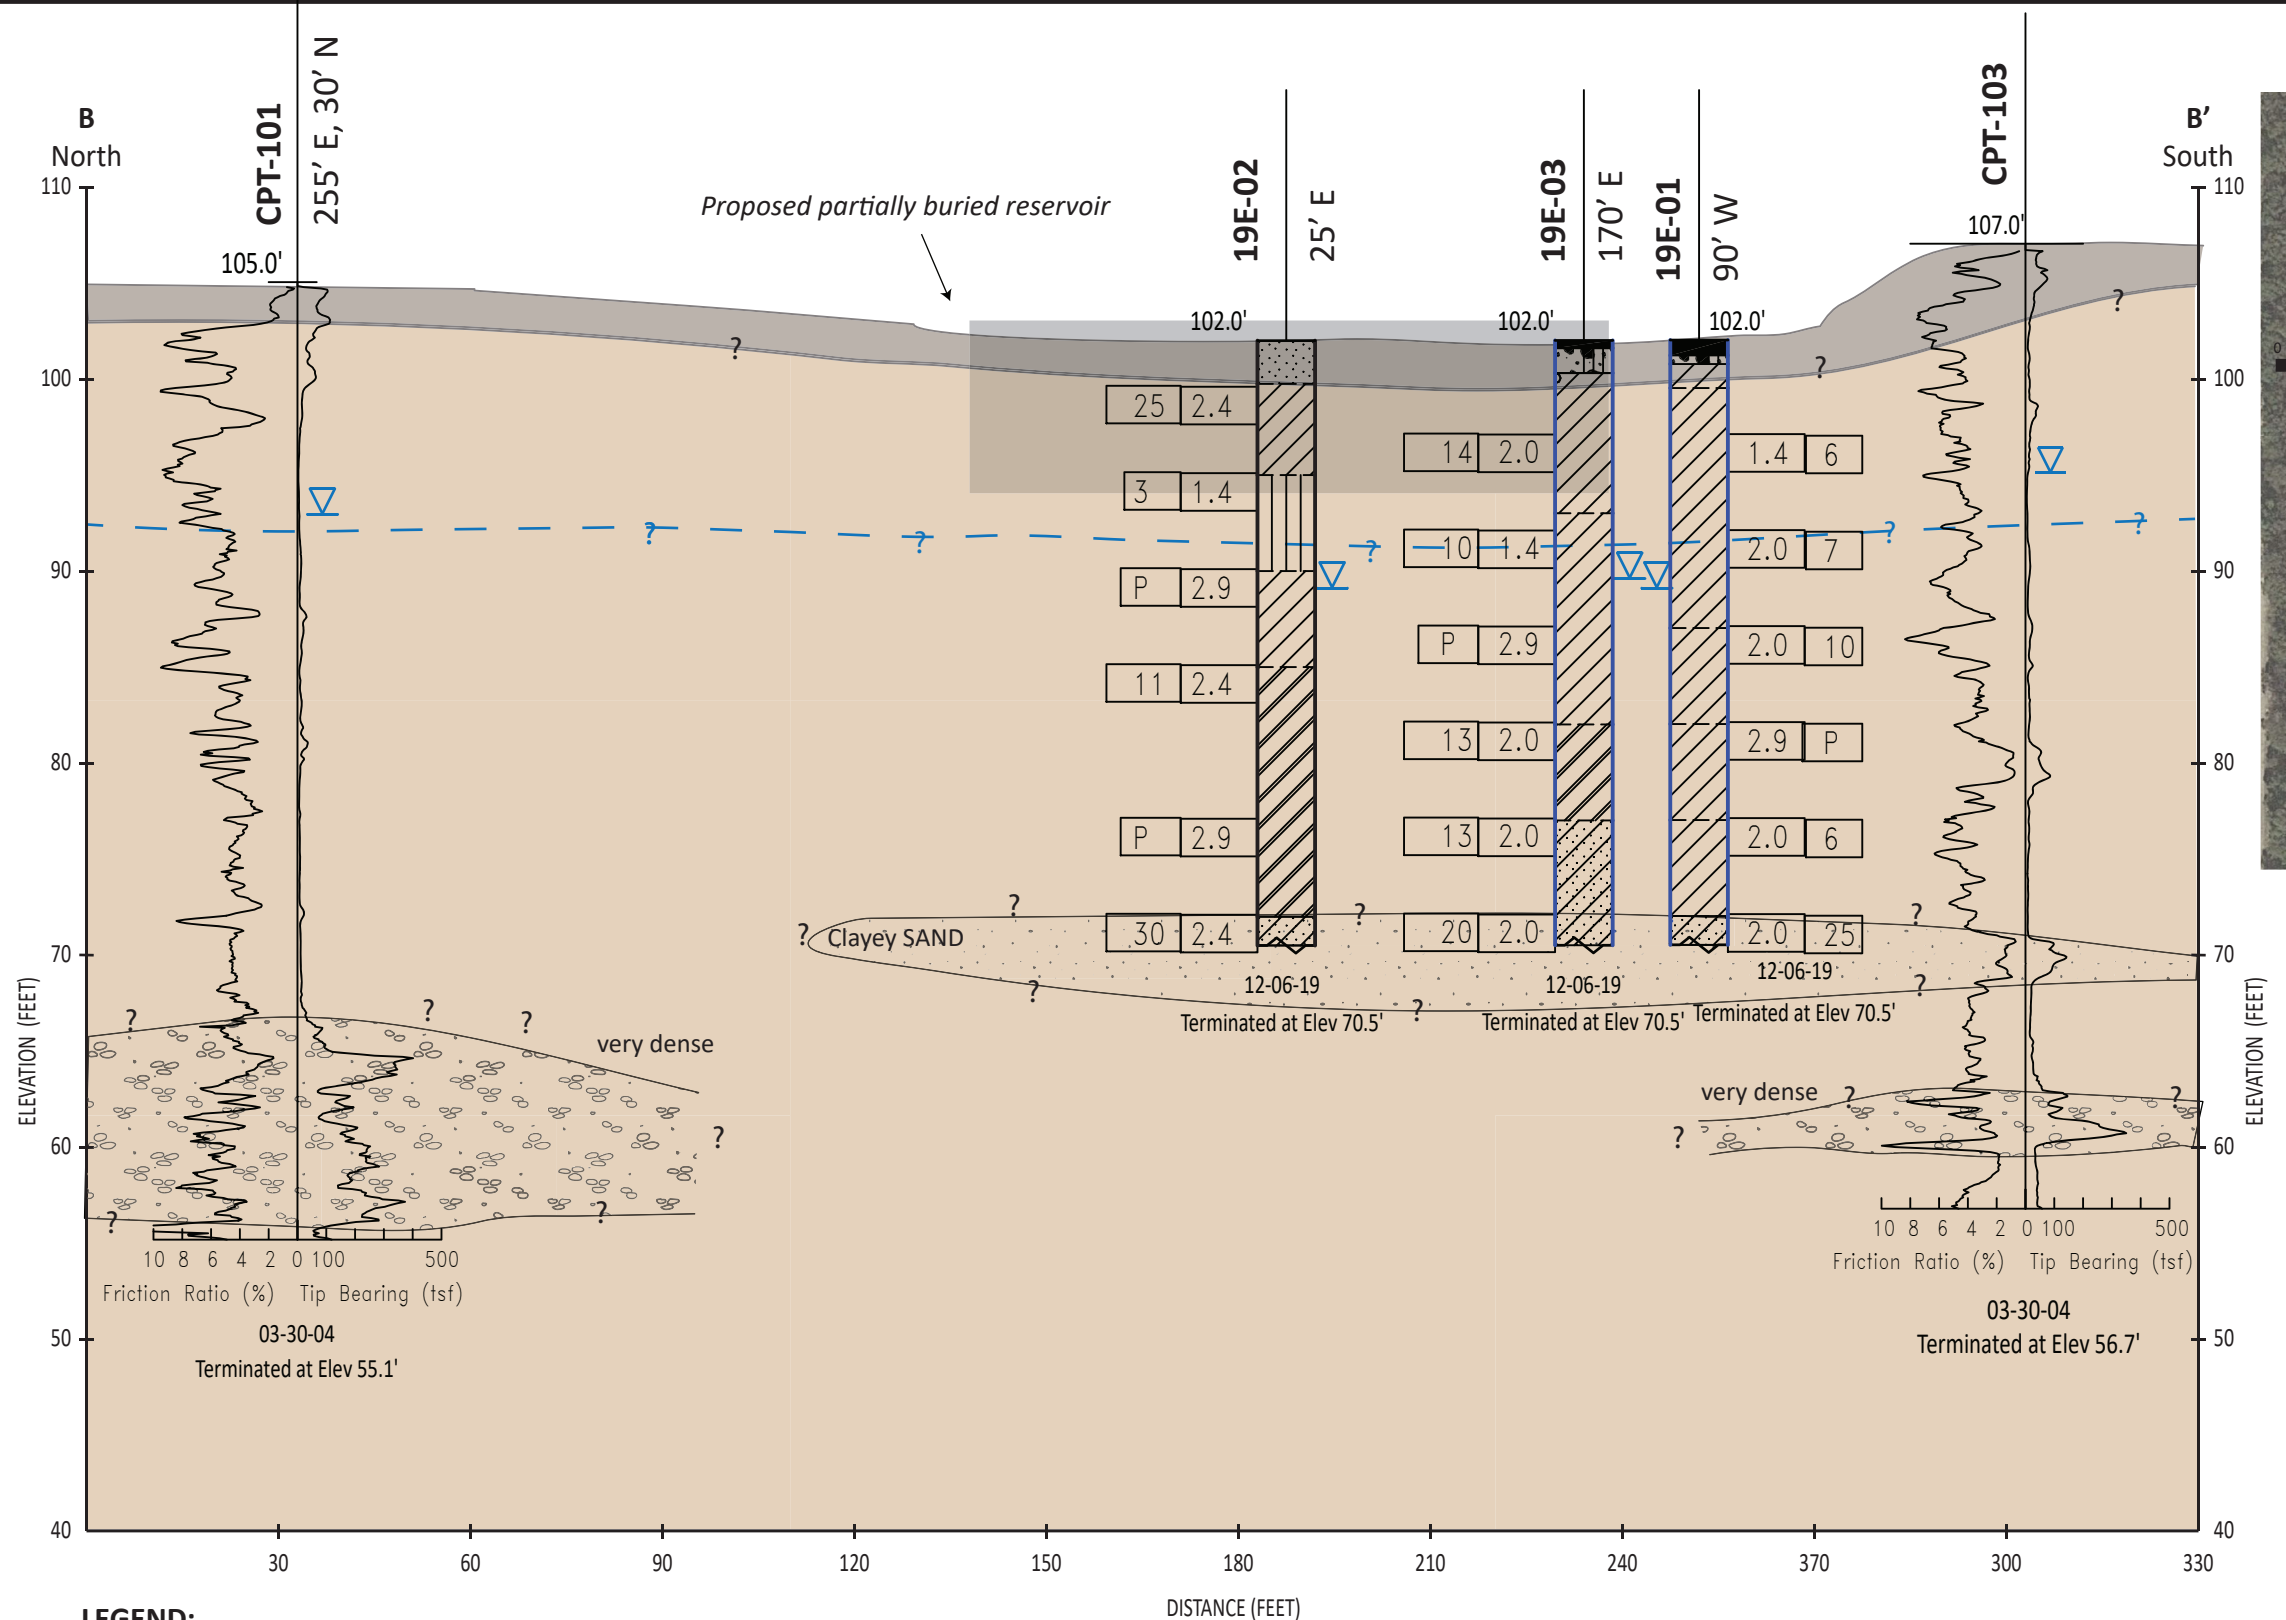 B
North
CPT-101
255’ E, 30’ N
105.0'
Proposed partially buried reservoir
19E-02
25’ E
102.0'
19E-03
170’ E
102.0'
19E-01
90’ W
102.0'
CPT-103
107.0'
B’
South
110
100
90
80
70
60
50
40
ELEVATION (FEET)
110
100
90
80
70
60
50
40
ELEVATION (FEET)
0
?
?
?
?
?
?
?
?
?
25 2.4
3 1.4
P 2.9
11 2.4
P 2.9
30 2.4
14 2.0
10 1.4
P 2.9
13 2.0
13 2.0
20 2.0
1.4 6
2.0 7
2.0 10
2.9 P
2.0 6
2.0 25
? ? ?
? Clayey SAND
? ? ?
12-06-19
Terminated at Elev 70.5'
12-06-19
Terminated at Elev 70.5'
12-06-19
Terminated at Elev 70.5'
? ? ?
very dense
?
? ?
very dense
? ?
?
10 8 6 4 2 0 100 500
Friction Ratio (%) Tip Bearing (tsf)
03-30-04
Terminated at Elev 55.1'
10 8 6 4 2 0 100 500
Friction Ratio (%) Tip Bearing (tsf)
03-30-04
Terminated at Elev 56.7'
30 60 90 120 150 180 210 240 370 300 330
DISTANCE (FEET)
LEGEND: